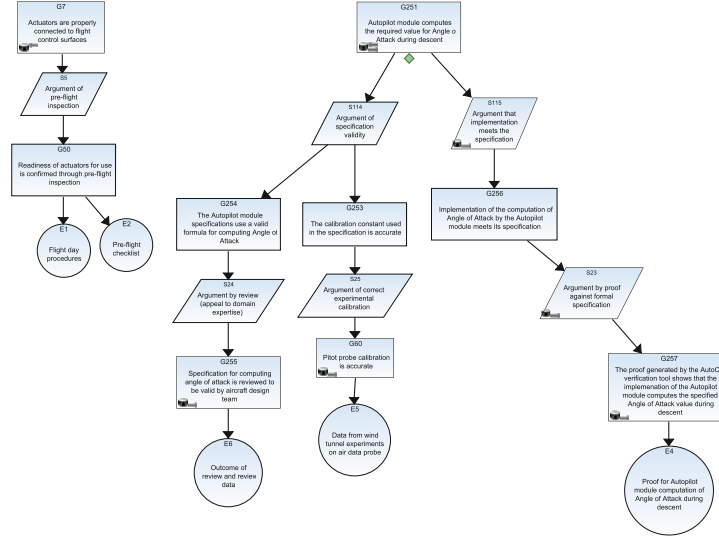 G7
Actuators are properly
connected to flight
control surfaces
S5
Argument of
pre-flight
inspection
G50
Readiness of actuators for use
is confirmed through pre-flight
inspection
E1
Flight day
procedures
E2
Pre-flight
checklist
G251
Autopilot module computes
the required value for Angle o
Attack during descent
S114
Argument of
specification
validity
S115
Argument that
implementation
meets the
specification
G254
The Autopilot module
specifications use a valid
formula for computing Angle of
Attack
G253
The calibration constant used
in the specification is accurate
G256
Implementation of the computation of
Angle of Attack by the Autopilot
module meets its specification
S24
Argument by review
(appeal to domain
expertise)
S25
Argument of correct
experimental
calibration
S23
Argument by proof
against formal
specification
G255
Specification for computing
angle of attack is reviewed to
be valid by aircraft design
team
G60
Pitot probe calibration
is accurate
G257
The proof generated by the AutoC
verification tool shows that the
implemenation of the Autopilot
module computes the specified
Angle of Attack value during
descent
E6
Outcome of
review and review
data
E5
Data from wind
tunnel experiments
on air data probe
E4
Proof for Autopilot
module computation of
Angle of Attack during
descent